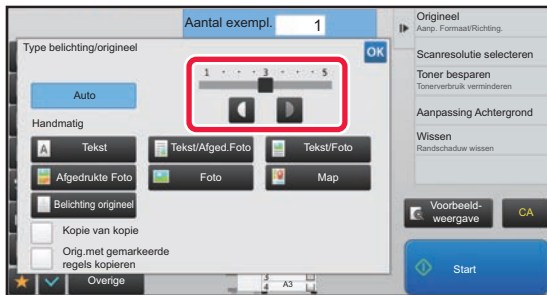 Aantal exempl. 1
Type belichting/origineel
OK
1 · · · 3 · · · 5
Auto
Handmatig
A Tekst
Tekst/Afged.Foto
Tekst/Foto
Afgedrukte Foto
Foto
Map
Belichting origineel
Kopie van kopie
Orig.met gemarkeerde
regels kopieren
Overige
3
4 A3
Origineel
Aanp. Formaat/Richting.
Scanresolutie selecteren
Toner besparen
Tonerverbruik verminderen
Aanpassing Achtergrond
Wissen
Randschaduw wissen
Voorbeeld-
weergave
CA
Start